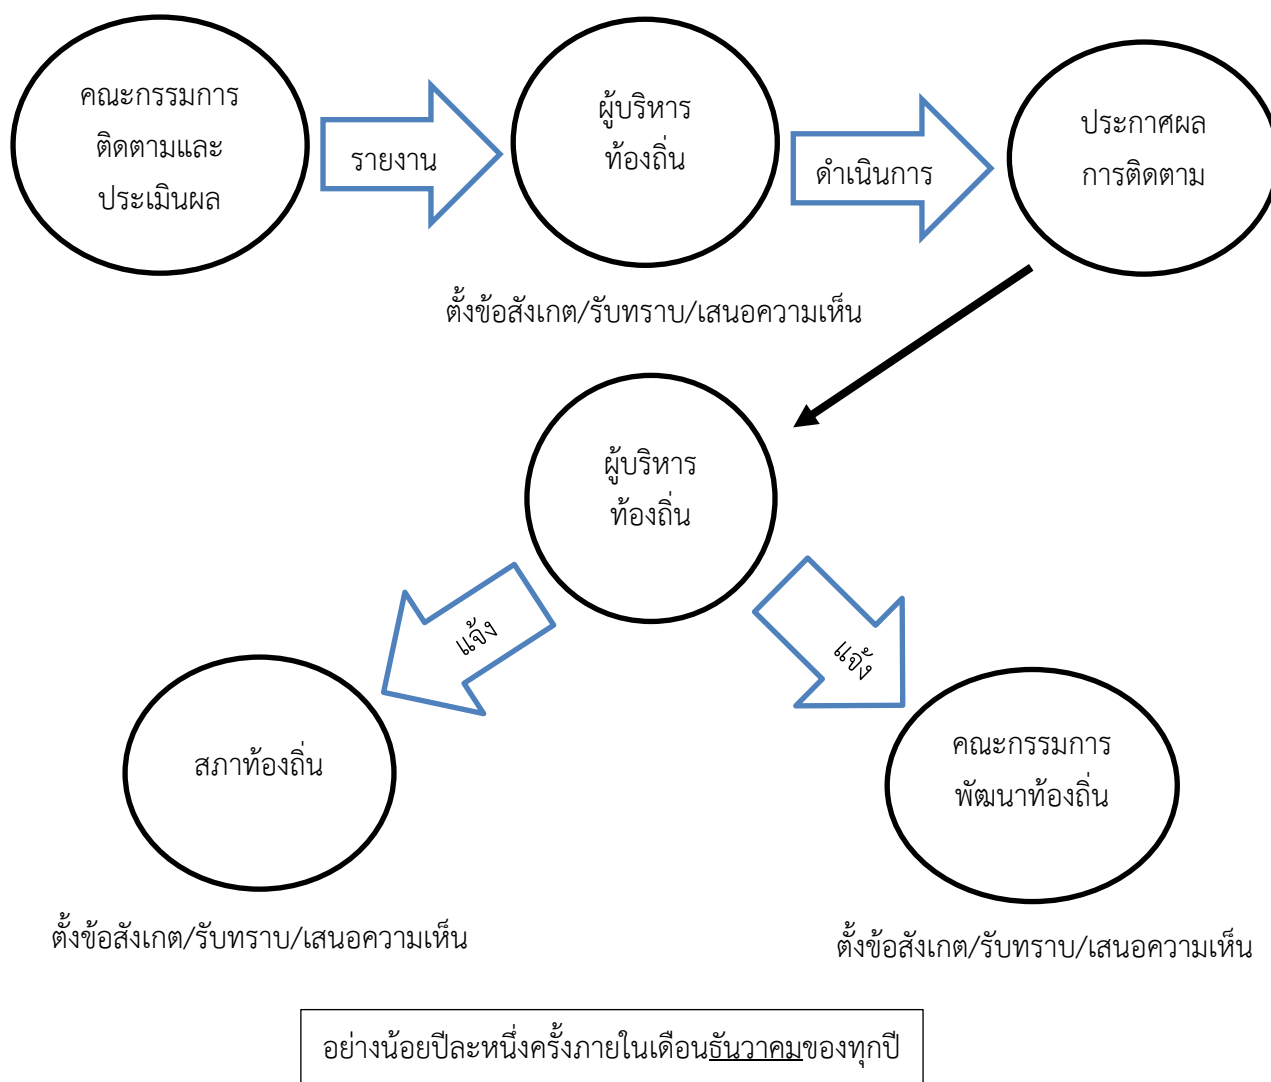 คณะกรรมการ
ติดตามและ
ประเมินผล
รายงาน
ผู้บริหาร
ท้องถิ่น
ดำเนินการ
ประกาศผล
การติดตาม
ตั้งข้อสังเกต/รับทราบ/เสนอความเห็น
ผู้บริหาร
ท้องถิ่น
แจ้ง
แจ้ง
สภาท้องถิ่น
คณะกรรมการ
พัฒนาท้องถิ่น
ตั้งข้อสังเกต/รับทราบ/เสนอความเห็น
ตั้งข้อสังเกต/รับทราบ/เสนอความเห็น
อย่างน้อยปีละหนึ่งครั้งภายในเดือนธันวาคมของทุกปี